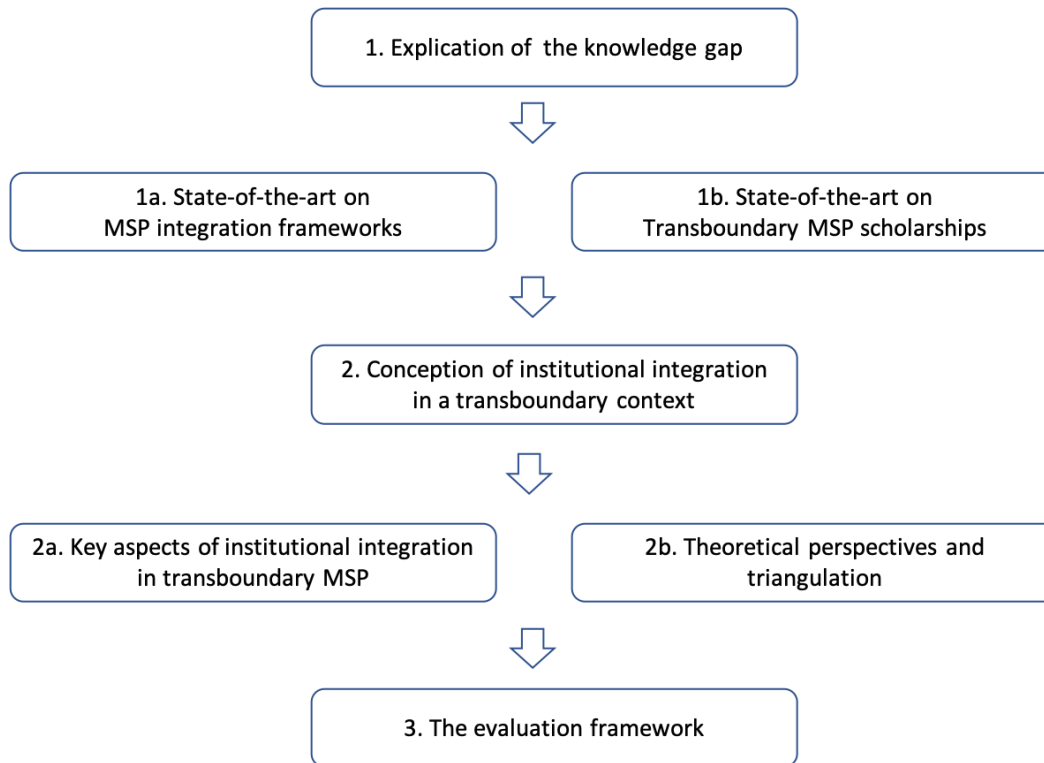 1. Explication of the knowledge gap
1a. State-of-the-art on
MSP integration frameworks
1b. State-of-the-art on
Transboundary MSP scholarships
2. Conception of institutional integration
in a transboundary context
2a. Key aspects of institutional integration
in transboundary MSP
2b. Theoretical perspectives and
triangulation
3. The evaluation framework